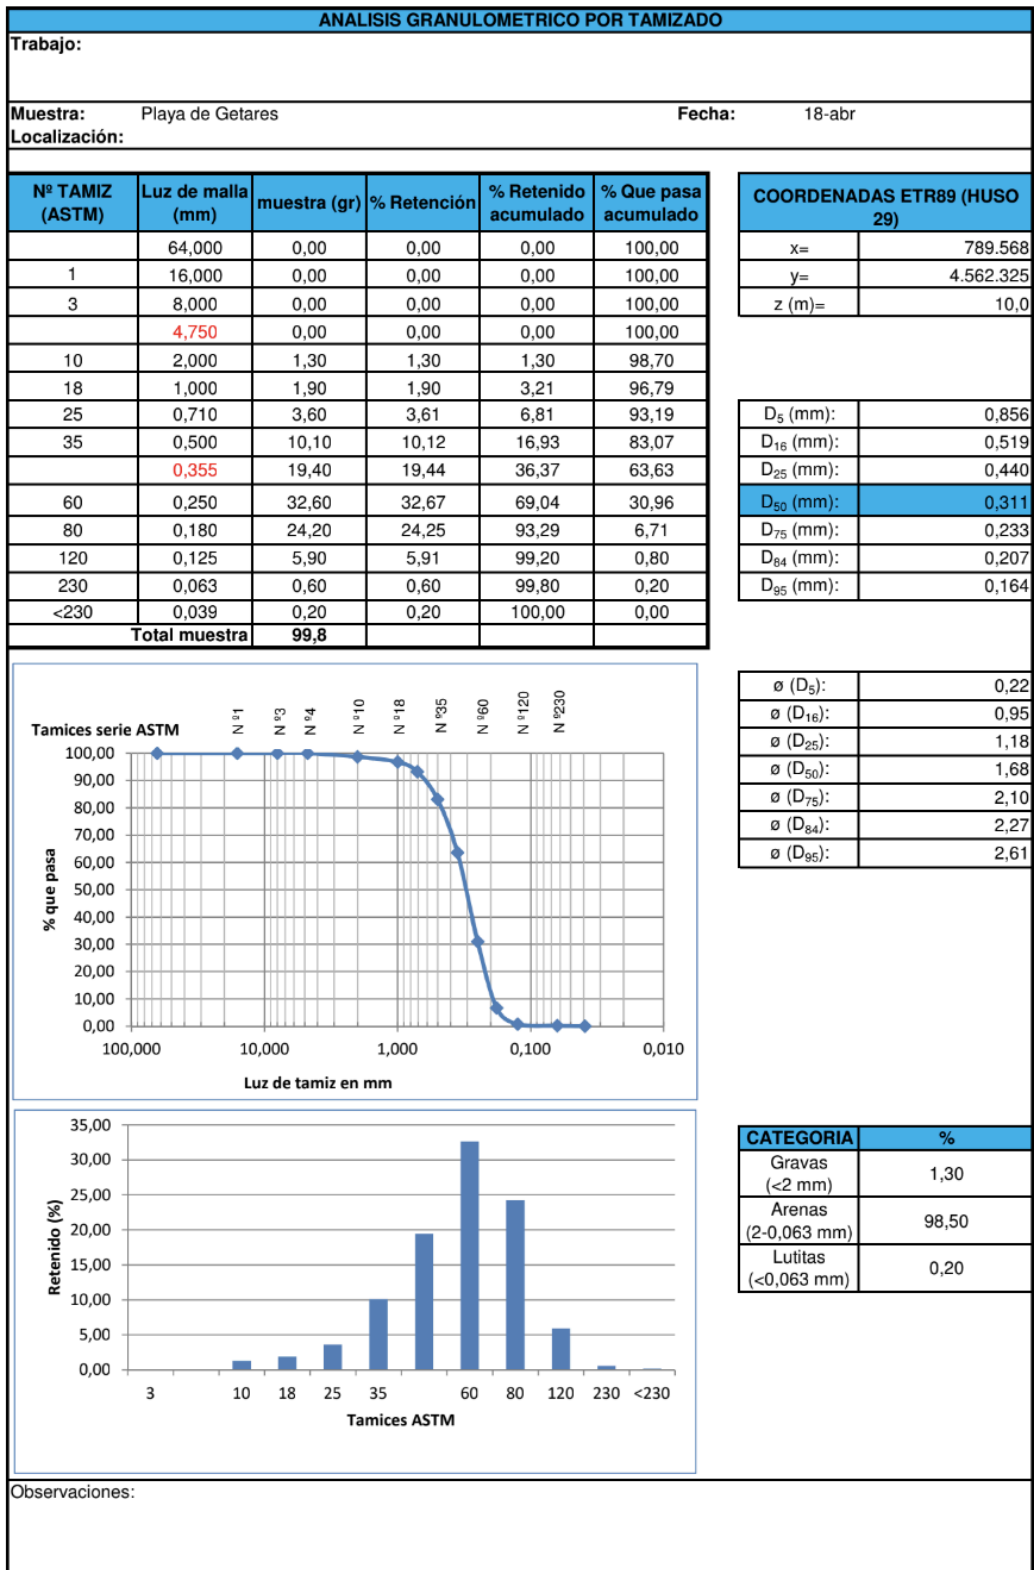 ANALISIS GRANULOMETRICO POR TAMIZADO
Trabajo:
Muestra: Playa de Getares Fecha: 18-abr
Localización:
Nº TAMIZ (ASTM) Luz de malla (mm) muestra (gr) % Retención % Retenido acumulado % Que pasa acumulado
64,000 0,00 0,00 0,00 100,00
1 16,000 0,00 0,00 0,00 100,00
3 8,000 0,00 0,00 0,00 100,00
4,750 0,00 0,00 0,00 100,00
10 2,000 1,30 1,30 1,30 98,70
18 1,000 1,90 1,90 3,21 96,79
25 0,710 3,60 3,61 6,81 93,19
35 0,500 10,10 10,12 16,93 83,07
0,355 19,40 19,44 36,37 63,63
60 0,250 32,60 32,67 69,04 30,96
80 0,180 24,20 24,25 93,29 6,71
120 0,125 5,90 5,91 99,20 0,80
230 0,063 0,60 0,60 99,80 0,20
<230 0,039 0,20 0,20 100,00 0,00
Total muestra 99,8
COORDENADAS ETR89 (HUSO 29)
x= 789.568
y= 4.562.325
z (m)= 10,0
D5 (mm): 0,856
D16 (mm): 0,519
D25 (mm): 0,440
D50 (mm): 0,311
D75 (mm): 0,233
D84 (mm): 0,207
D95 (mm): 0,164
ø (D5): 0,22
ø (D16): 0,95
ø (D25): 1,18
ø (D50): 1,68
ø (D75): 2,10
ø (D84): 2,27
ø (D95): 2,61
Tamices serie ASTM
N º1 N º3 N º4 N º10 N º18 N º35 N º60 N º120 N º230
% que pasa
100,00
90,00
80,00
70,00
60,00
50,00
40,00
30,00
20,00
10,00
0,00
100,000 10,000 1,000 0,100 0,010
Luz de tamiz en mm
Retenido (%)
35,00
30,00
25,00
20,00
15,00
10,00
5,00
0,00
3 10 18 25 35 60 80 120 230 <230
Tamices ASTM
CATEGORIA %
Gravas (<2 mm) 1,30
Arenas (2-0,063 mm) 98,50
Lutitas (<0,063 mm) 0,20
Observaciones: